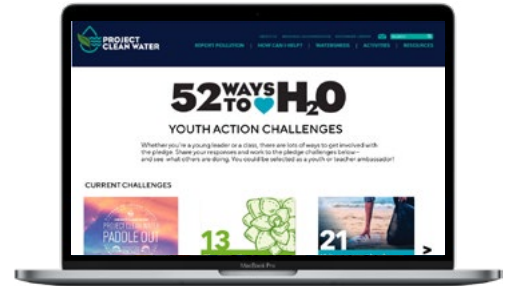 PROJECT
CLEAN WATER
REPORT POLLUTION | HOW CAN I HELP? | WATERSHEDS | ACTIVITIES | RESOURCES
52 WAYS TO H2O
YOUTH ACTION CHALLENGES
Whether you're a young leader or a class, there are lots of ways to get involved with
the pledge. Share your responses and work to the pledge challenges below—
and see what others are doing. You could be selected as a youth or teacher ambassador!
CURRENT CHALLENGES
PROJECT CLEAN WATER
PADDLE OUT
13
21
>
MacBook Pro